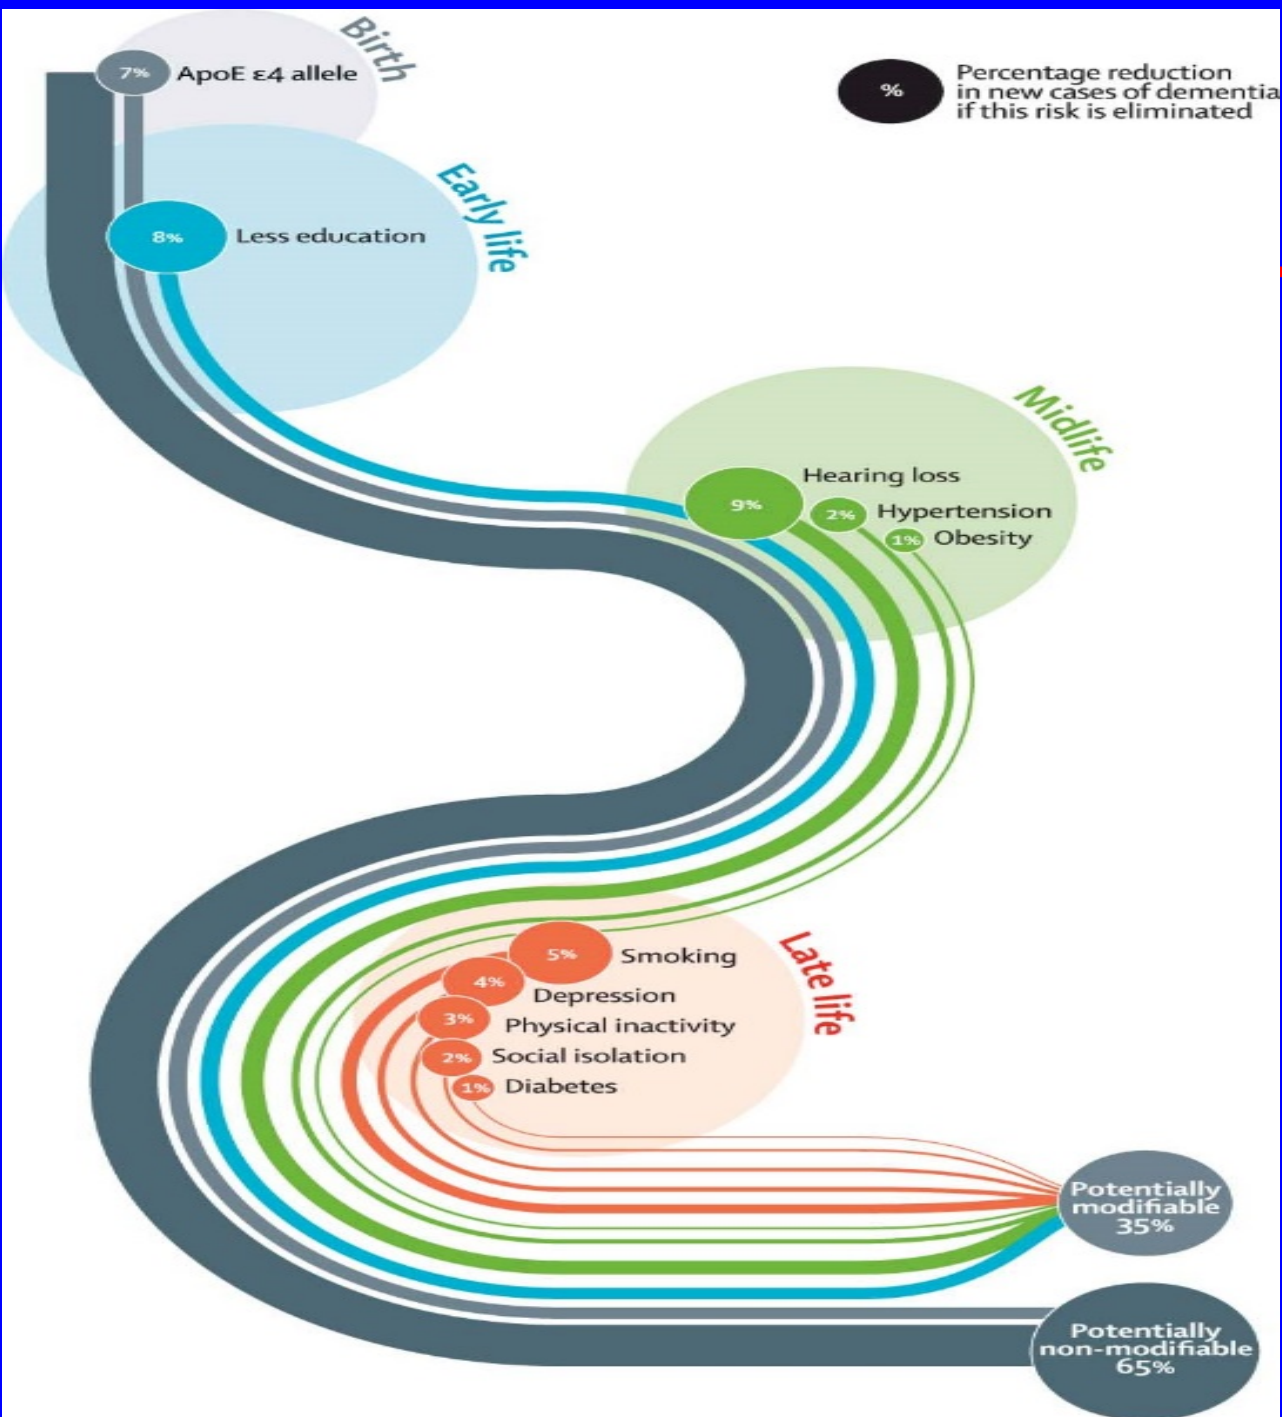 Birth
7%
ApoE ε4 allele
%
Percentage reduction
in new cases of dementia
if this risk is eliminated
Early life
8%
Less education
Midlife
Hearing loss
9%
2%
Hypertension
1%
Obesity
Late life
5%
Smoking
4%
Depression
3%
Physical inactivity
2%
Social isolation
1%
Diabetes
Potentially
modifiable
35%
Potentially
non-modifiable
65%